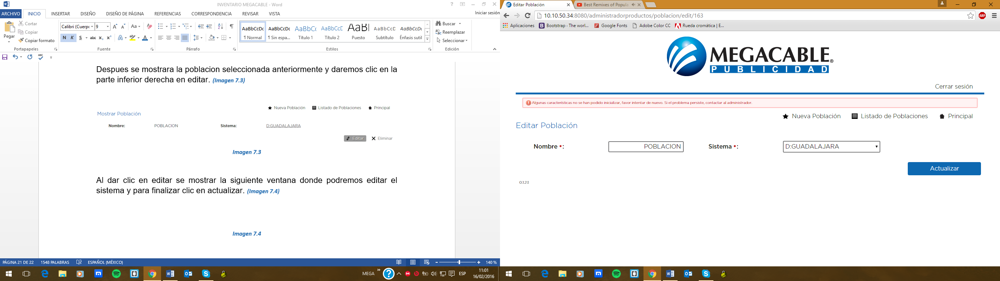 INVENTARIO MEGACABLE - Word
ARCHIVO INICIO INSERTAR DISEÑO DISEÑO DE PÁGINA REFERENCIAS CORRESPONDENCIA REVISAR VISTA Iniciar sesión
Pegar
Cortar
Copiar
Copiar formato
Portapapeles
Calibri (Cuerpo 9
Fuente
Párrafo
AaBbCcDc AaBbCcDc AaBbCc AaBbCcD AaBb AaBbCcD AaBbCcDc
¶ Normal ¶ Sin espa... Título 1 Título 2 Puesto Subtítulo Énfasis sutil
Estilos
Buscar
Reemplazar
Seleccionar
Edición
Despues se mostrara la poblacion seleccionada anteriormente y daremos clic en la
parte inferior derecha en editar. (Imagen 7.3)
Nueva Población Listado de Poblaciones Principal
Mostrar Población
Nombre: POBLACION Sistema: D:GUADALAJARA
Editar Eliminar
Imagen 7.3
Al dar clic en editar se mostrar la siguiente ventana donde podremos editar el
sistema y para finalizar clic en actualizar. (Imagen 7.4)
Imagen 7.4
PÁGINA 21 DE 22 1548 PALABRAS ESPAÑOL (MÉXICO) 140 %
MEGA ESP 11:01
16/02/2016
Editar Población Best Remixes of Popula
10.10.50.34:8080/administradorproductos/poblacion/edit/163
ABP
Aplicaciones Bootstrap · The worl... Google Fonts Adobe Color CC Rueda cromática | E...
MEGACABLE®
PUBLICIDAD
Cerrar sesión
Algunas características no se han podido inicializar, favor intentar de nuevo. Si el problema persiste, contactar al administrador.
Nueva Población Listado de Poblaciones Principal
Editar Población
Nombre *: POBLACION Sistema *: D:GUADALAJARA
Actualizar
0.1.23